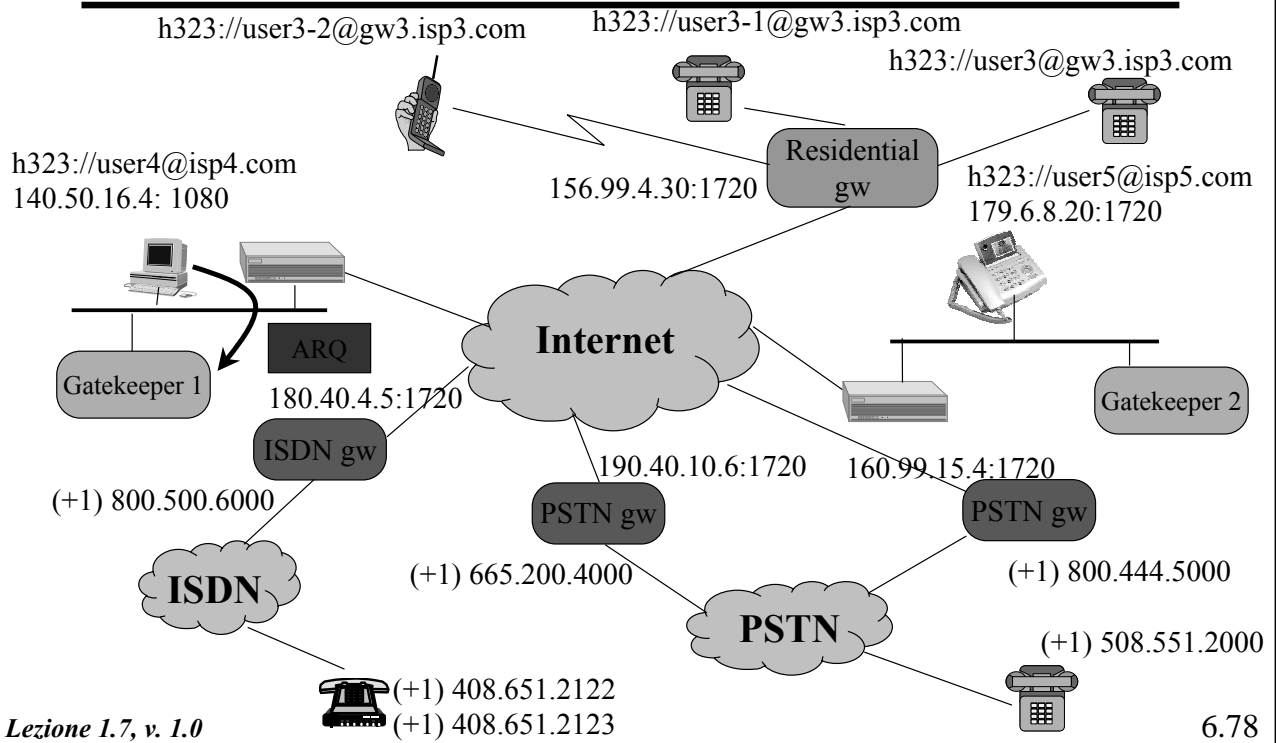 h323://user3-2@gw3.isp3.com
h323://user3-1@gw3.isp3.com
h323://user3@gw3.isp3.com
h323://user4@isp4.com
140.50.16.4: 1080
Residential
gw
156.99.4.30:1720
h323://user5@isp5.com
179.6.8.20:1720
Internet
ARQ
Gatekeeper 1
180.40.4.5:1720
Gatekeeper 2
ISDN gw
190.40.10.6:1720
160.99.15.4:1720
(+1) 800.500.6000
PSTN gw
PSTN gw
(+1) 665.200.4000
(+1) 800.444.5000
ISDN
PSTN
(+1) 508.551.2000
(+1) 408.651.2122
(+1) 408.651.2123
Lezione 1.7, v. 1.0
6.78